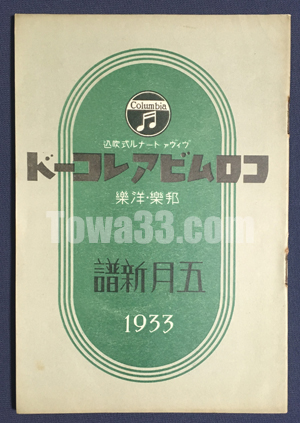 Columbia
ヴィヴァ トーナル式吹込
コロムビアレコード
邦樂・洋樂
Towa33.com
五月新譜
1933